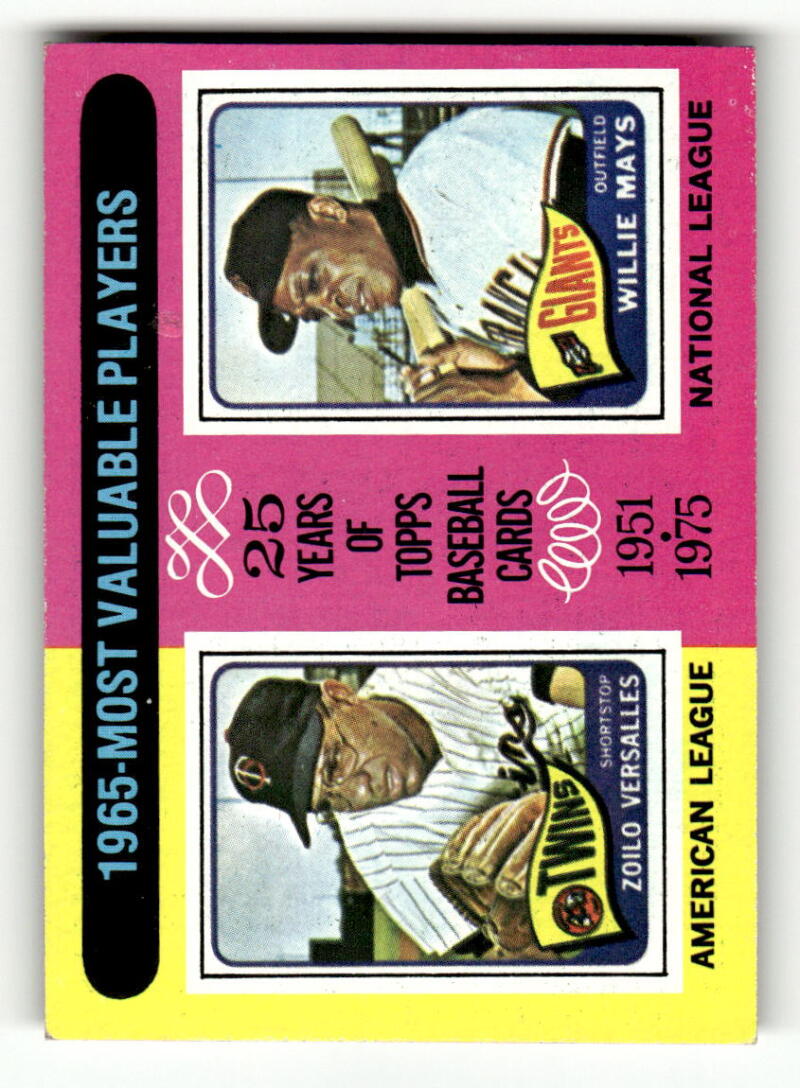 1965-MOST VALUABLE PLAYERS
TWINS
SHORTSTOP
ZOILO VERSALLES
AMERICAN LEAGUE
25
YEARS
OF
TOPPS
BASEBALL
CARDS
1951
•
1975
GIANTS
OUTFIELD
WILLIE MAYS
NATIONAL LEAGUE